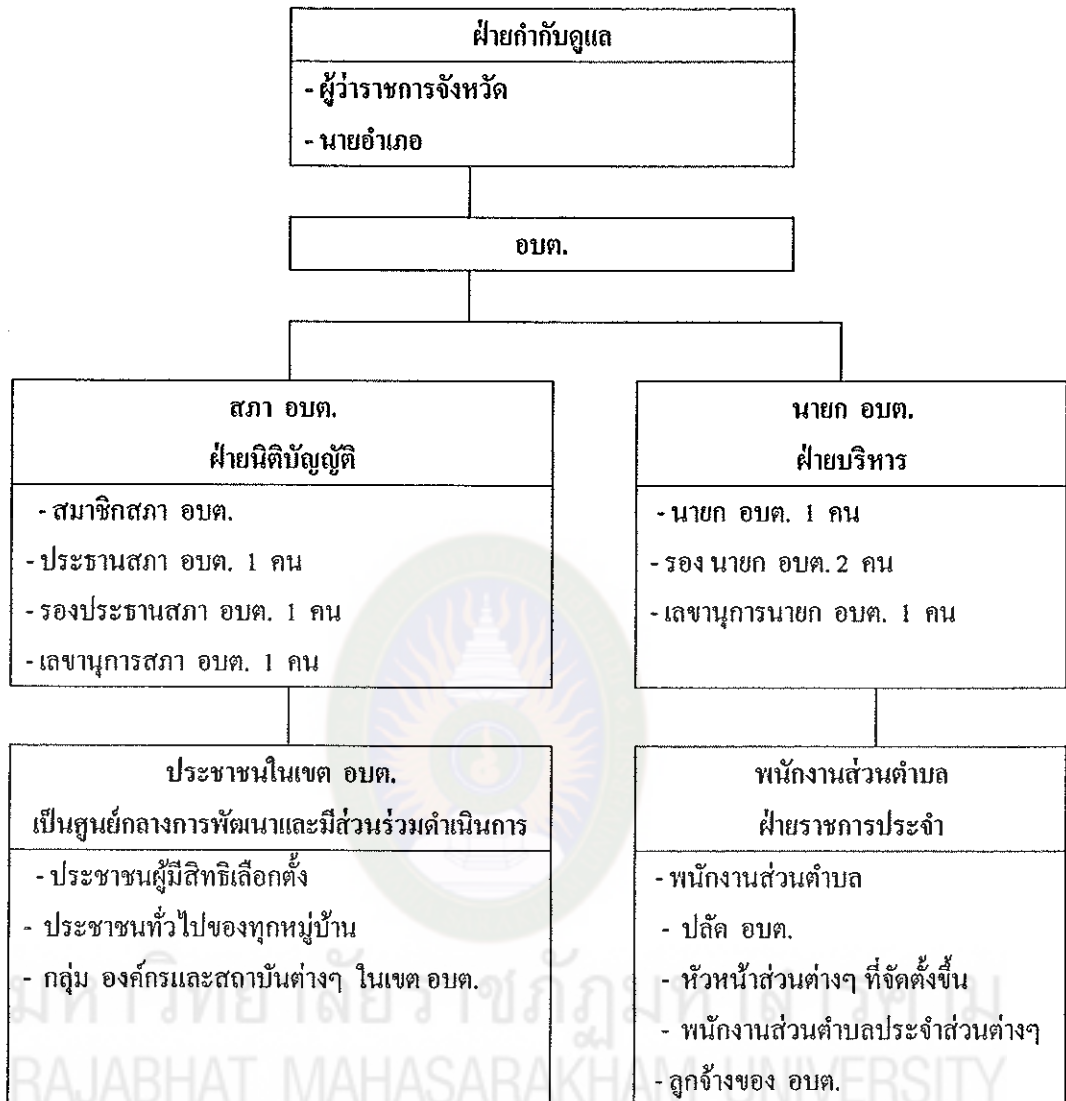 ฝ่ายกำกับดูแล
- ผู้ว่าราชการจังหวัด
- นายอำเภอ
อบต.
สภา อบต.
ฝ่ายนิติบัญญัติ
- สมาชิกสภา อบต.
- ประธานสภา อบต. 1 คน
- รองประธานสภา อบต. 1 คน
- เลขานุการสภา อบต. 1 คน
นายก อบต.
ฝ่ายบริหาร
- นายก อบต. 1 คน
- รอง นายก อบต. 2 คน
- เลขานุการนายก อบต. 1 คน
ประชาชนในเขต อบต.
เป็นศูนย์กลางการพัฒนาและมีส่วนร่วมดำเนินการ
- ประชาชนผู้มีสิทธิเลือกตั้ง
- ประชาชนทั่วไปของทุกหมู่บ้าน
- กลุ่ม องค์กรและสถาบันต่างๆ ในเขต อบต.
พนักงานส่วนตำบล
ฝ่ายราชการประจำ
- พนักงานส่วนตำบล
- ปลัด อบต.
- หัวหน้าส่วนต่างๆ ที่จัดตั้งขึ้น
- พนักงานส่วนตำบลประจำส่วนต่างๆ
- ลูกจ้างของ อบต.
มหาวิทยาลัยราชภัฏมหาสารคาม
RAJABHAT MAHASARAKHAM UNIVERSITY